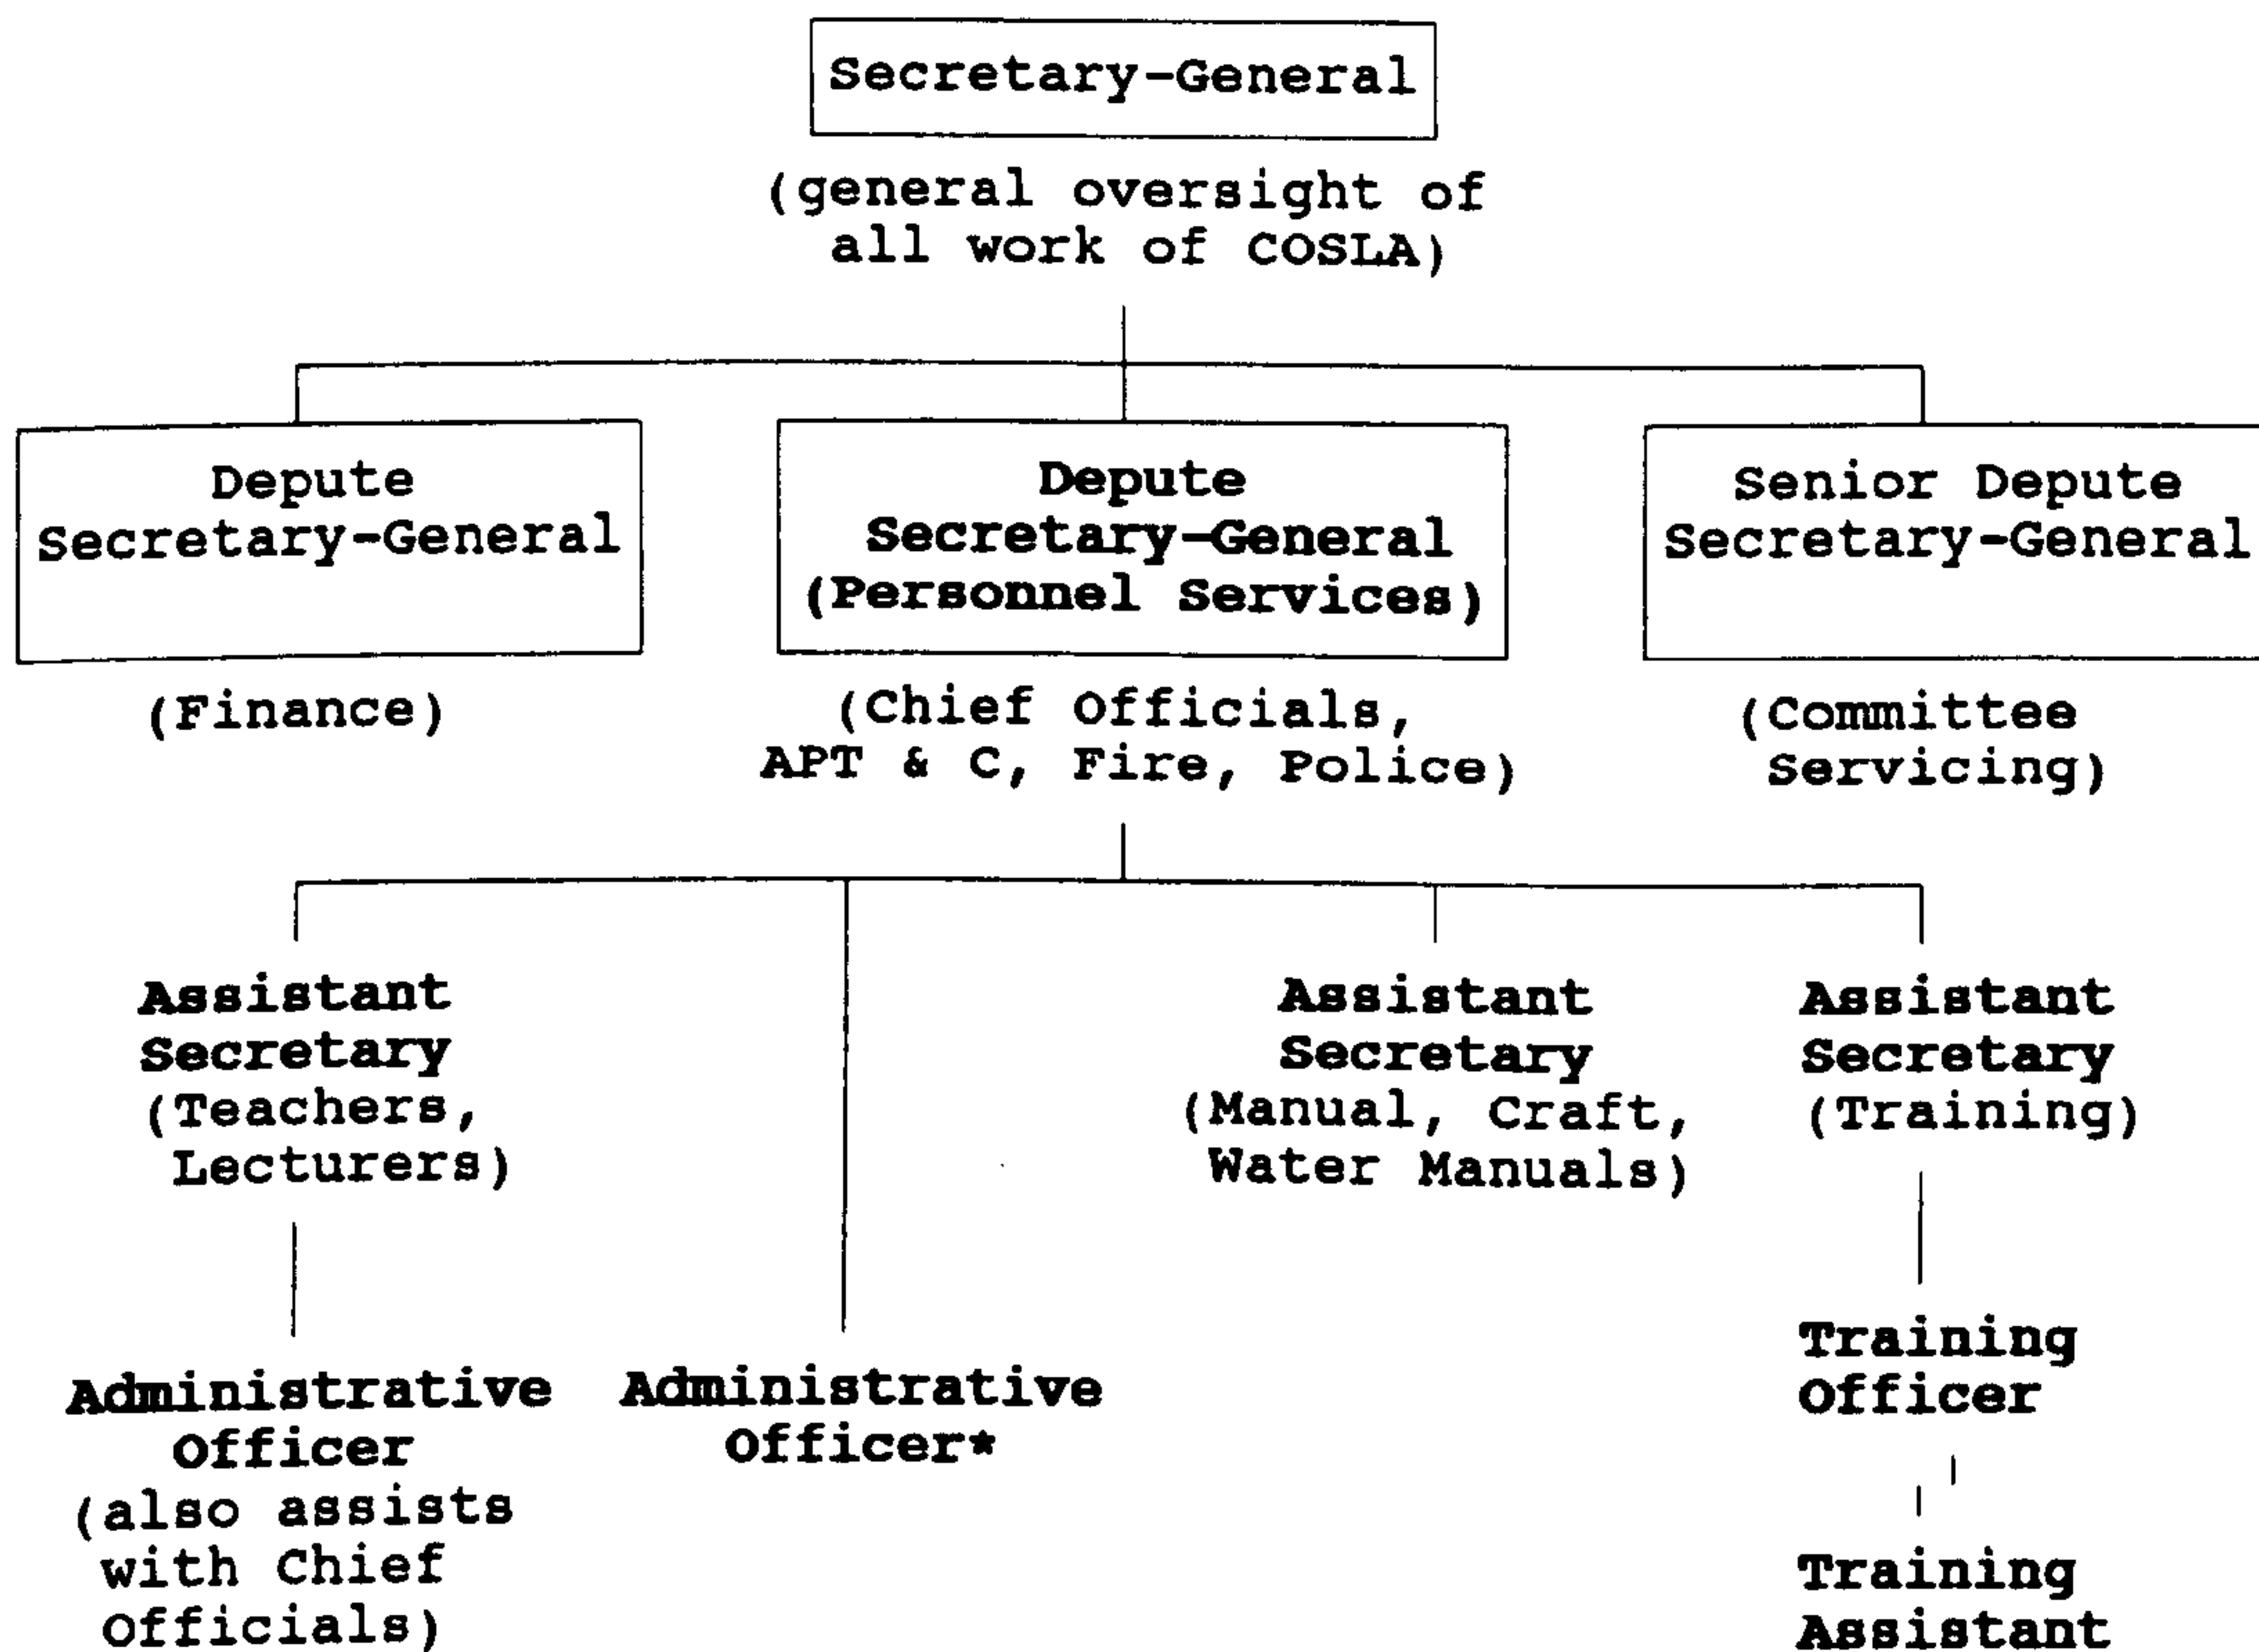 Secretary-General
(general oversight of
all work of COSLA)
Depute
Secretary-General
(Finance)
Depute
Secretary-General
(Personnel Services)
(Chief Officials,
APT & C, Fire, Police)
Senior Depute
Secretary-General
(Committee
Servicing)
Assistant
Secretary
(Teachers,
Lecturers)
Administrative
Officer
(also assists
with Chief
Officials)
Administrative
Officer*
Assistant
Secretary
(Manual, Craft,
Water Manuals)
Assistant
Secretary
(Training)
Training
Officer
Training
Assistant